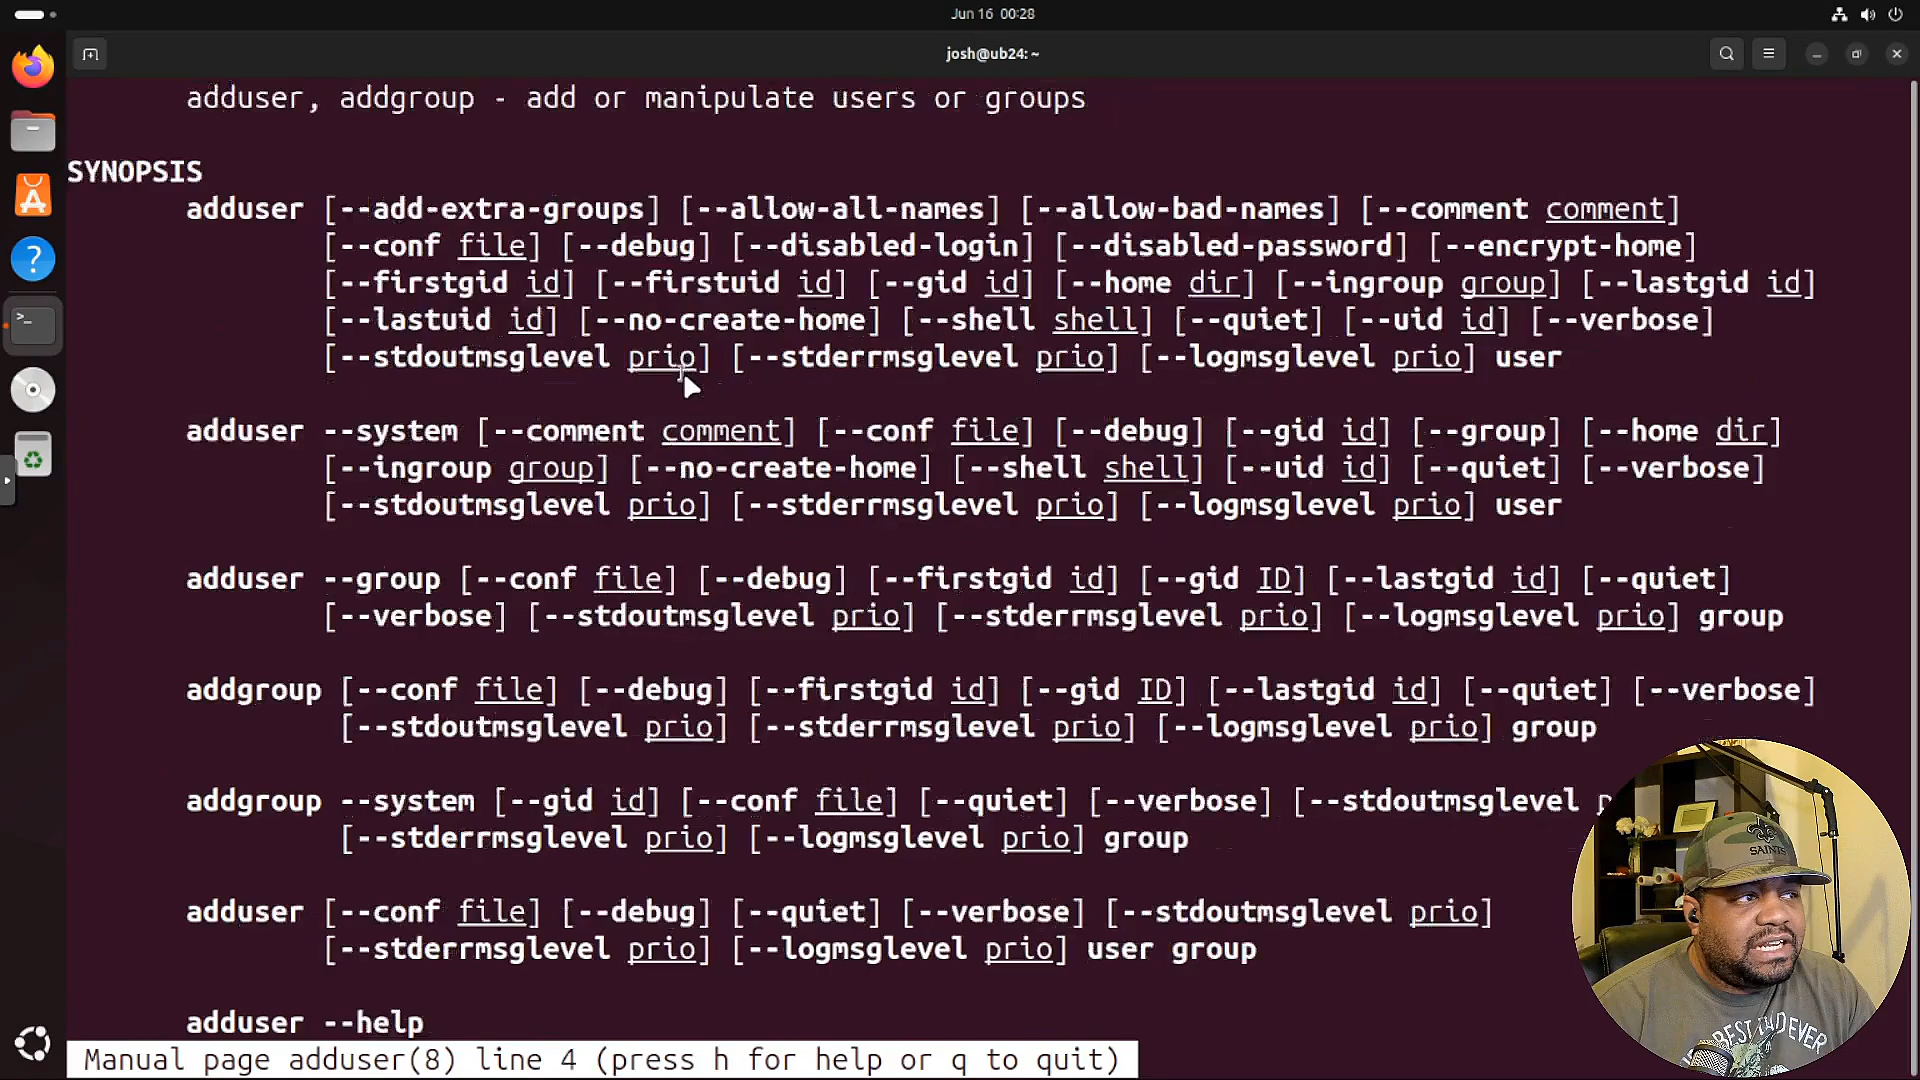 Jun 16 00:28
josh@ub24: ~
adduser, addgroup - add or manipulate users or groups
SYNOPSIS
adduser [--add-extra-groups] [--allow-all-names] [--allow-bad-names] [--comment comment]
[--conf file] [--debug] [--disabled-login] [--disabled-password] [--encrypt-home]
[--firstgid id] [--firstuid id] [--gid id] [--home dir] [--ingroup group] [--lastgid id]
[--lastuid id] [--no-create-home] [--shell shell] [--quiet] [--uid id] [--verbose]
[--stdoutmsglevel prio] [--stderrmsglevel prio] [--logmsglevel prio] user
adduser --system [--comment comment] [--conf file] [--debug] [--gid id] [--group] [--home dir]
[--ingroup group] [--no-create-home] [--shell shell] [--uid id] [--quiet] [--verbose]
[--stdoutmsglevel prio] [--stderrmsglevel prio] [--logmsglevel prio] user
adduser --group [--conf file] [--debug] [--firstgid id] [--gid ID] [--lastgid id] [--quiet]
[--verbose] [--stdoutmsglevel prio] [--stderrmsglevel prio] [--logmsglevel prio] group
addgroup [--conf file] [--debug] [--firstgid id] [--gid ID] [--lastgid id] [--quiet] [--verbose]
[--stdoutmsglevel prio] [--stderrmsglevel prio] [--logmsglevel prio] group
addgroup --system [--gid id] [--conf file] [--quiet] [--verbose] [--stdoutmsglevel
[--stderrmsglevel prio] [--logmsglevel prio] group
adduser [--conf file] [--debug] [--quiet] [--verbose] [--stdoutmsglevel prio]
[--stderrmsglevel prio] [--logmsglevel prio] user group
adduser --help
Manual page adduser(8) line 4 (press h for help or q to quit)
SAINTS
BEST DAD EVER